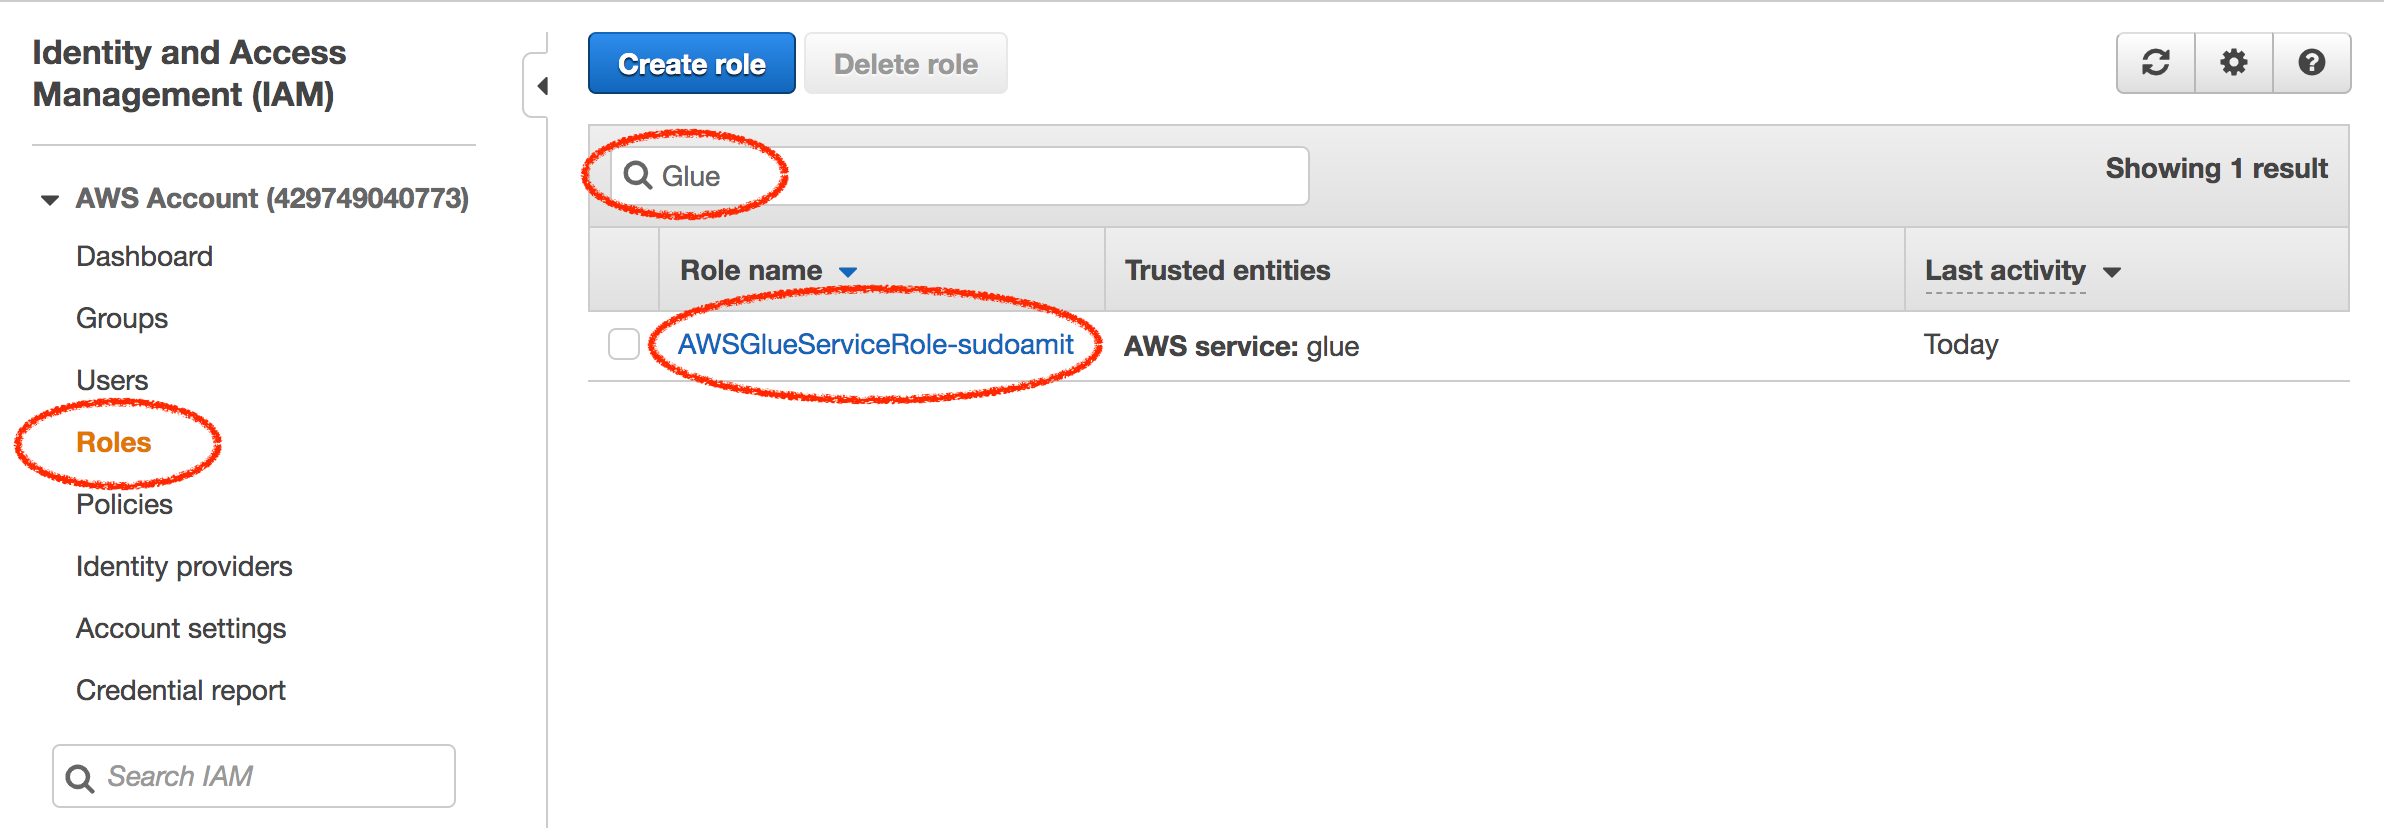 Identity and Access
Management (IAM)
AWS Account (429749040773)
Dashboard
Groups
Users
Roles
Policies
Identity providers
Account settings
Credential report
Search IAM
Create role
Delete role
Glue
Showing 1 result
Role name
Trusted entities
Last activity
AWSGlueServiceRole-sudoamit
AWS service: glue
Today